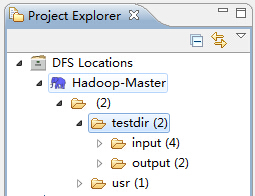 Project Explorer
DFS Locations
Hadoop-Master
(2)
testdir (2)
input (4)
output (2)
usr (1)